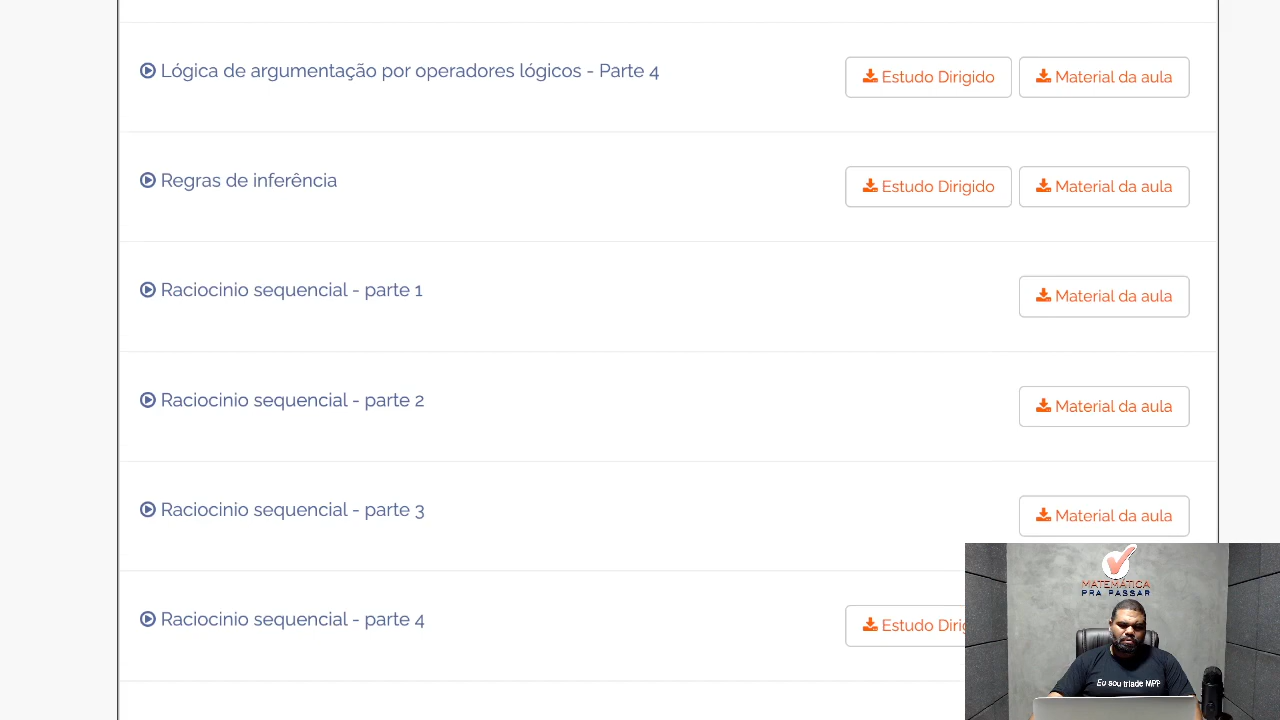 Lógica de argumentação por operadores lógicos - Parte 4
Estudo Dirigido
Material da aula
Regras de inferência
Estudo Dirigido
Material da aula
Raciocinio sequencial - parte 1
Material da aula
Raciocinio sequencial - parte 2
Material da aula
Raciocinio sequencial - parte 3
Material da aula
Raciocinio sequencial - parte 4
Estudo Dirig
MATEMÁTICA
PRA PASSAR
Eu sou tríade MPP